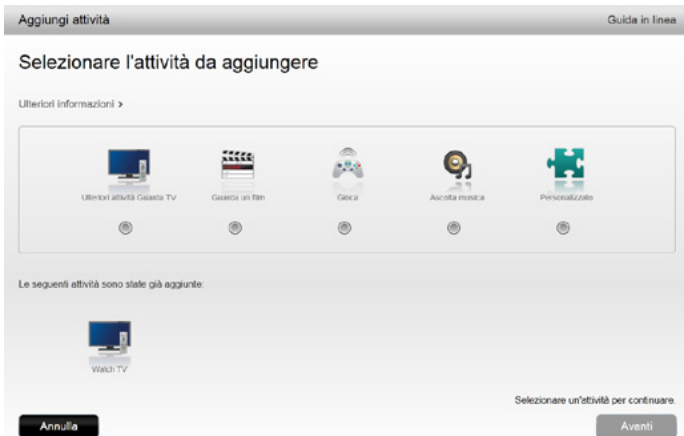 Aggiungi attività
Guida in linea
Selezionare l'attività da aggiungere
Ulteriori informazioni >
Ulteriori attività Guarda TV
Guarda un film
Gioca
Ascolta musica
Personalizzato
Le seguenti attività sono state già aggiunte:
Watch TV
Selezionare un'attività per continuare.
Annulla
Avanti